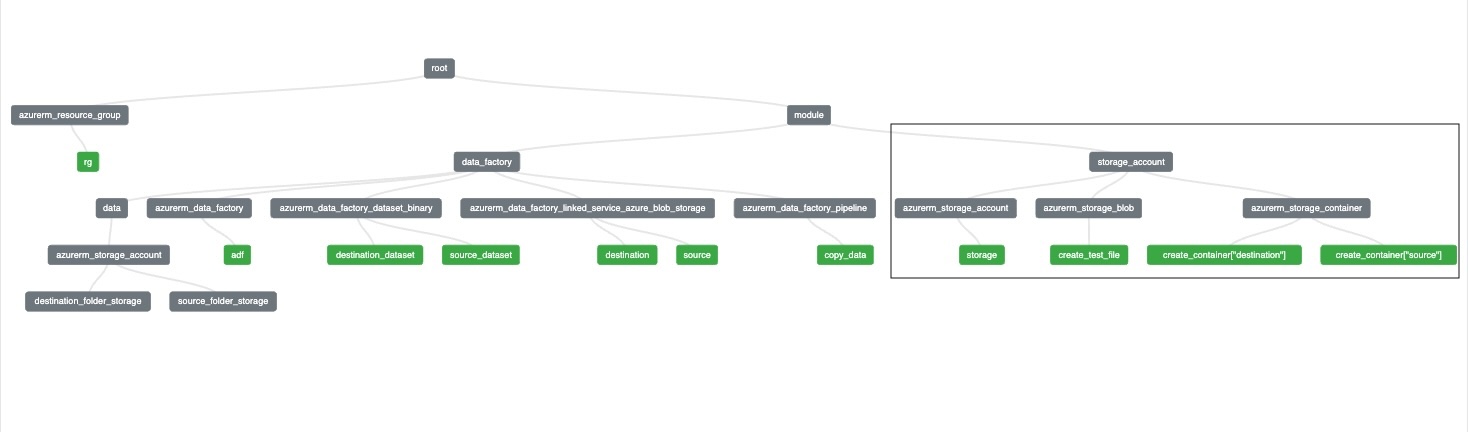 root
azurerm_resource_group
module
rg
data_factory
storage_account
data
azurerm_data_factory
azurerm_data_factory_dataset_binary
azurerm_data_factory_linked_service_azure_blob_storage
azurerm_data_factory_pipeline
azurerm_storage_account
azurerm_storage_blob
azurerm_storage_container
azurerm_storage_account
adf
destination_dataset
source_dataset
destination
source
copy_data
storage
create_test_file
create_container["destination"]
create_container["source"]
destination_folder_storage
source_folder_storage